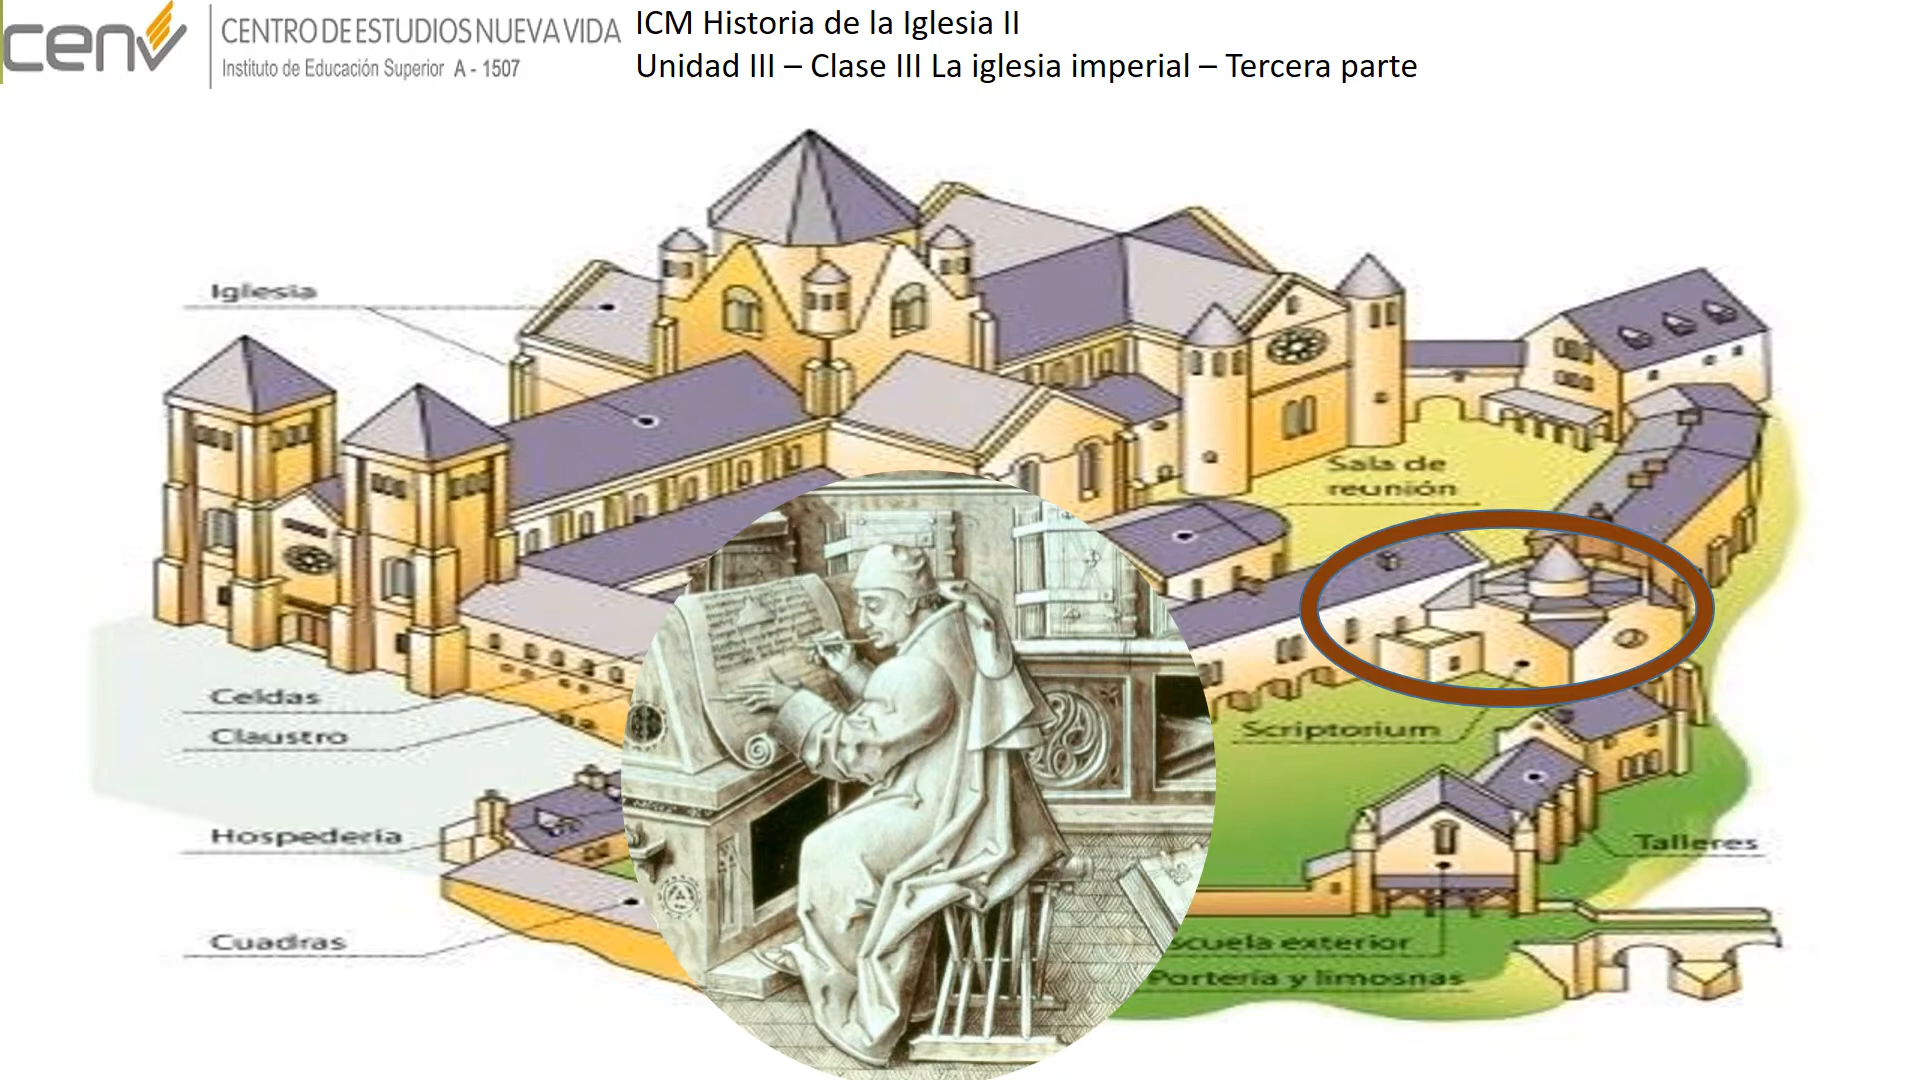 cenv
CENTRO DE ESTUDIOS NUEVA VIDA
Instituto de Educación Superior A - 1507
ICM Historia de la Iglesia II
Unidad III – Clase III La iglesia imperial – Tercera parte
Iglesia
Sala de
reunión
Celdas
Claustro
Scriptorium
Hospedería
Talleres
Cuadras
scuela exterior
Portería y limosnas